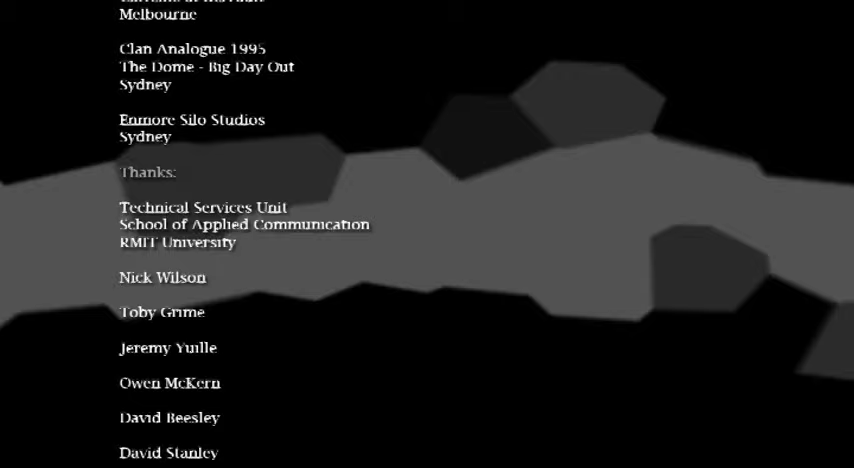 Melbourne
Clan Analogue 1995
The Dome - Big Day Out
Sydney
Enmore Silo Studios
Sydney
Thanks:
Technical Services Unit
School of Applied Communication
RMIT University
Nick Wilson
Toby Grime
Jeremy Yuille
Owen McKern
David Beesley
David Stanley